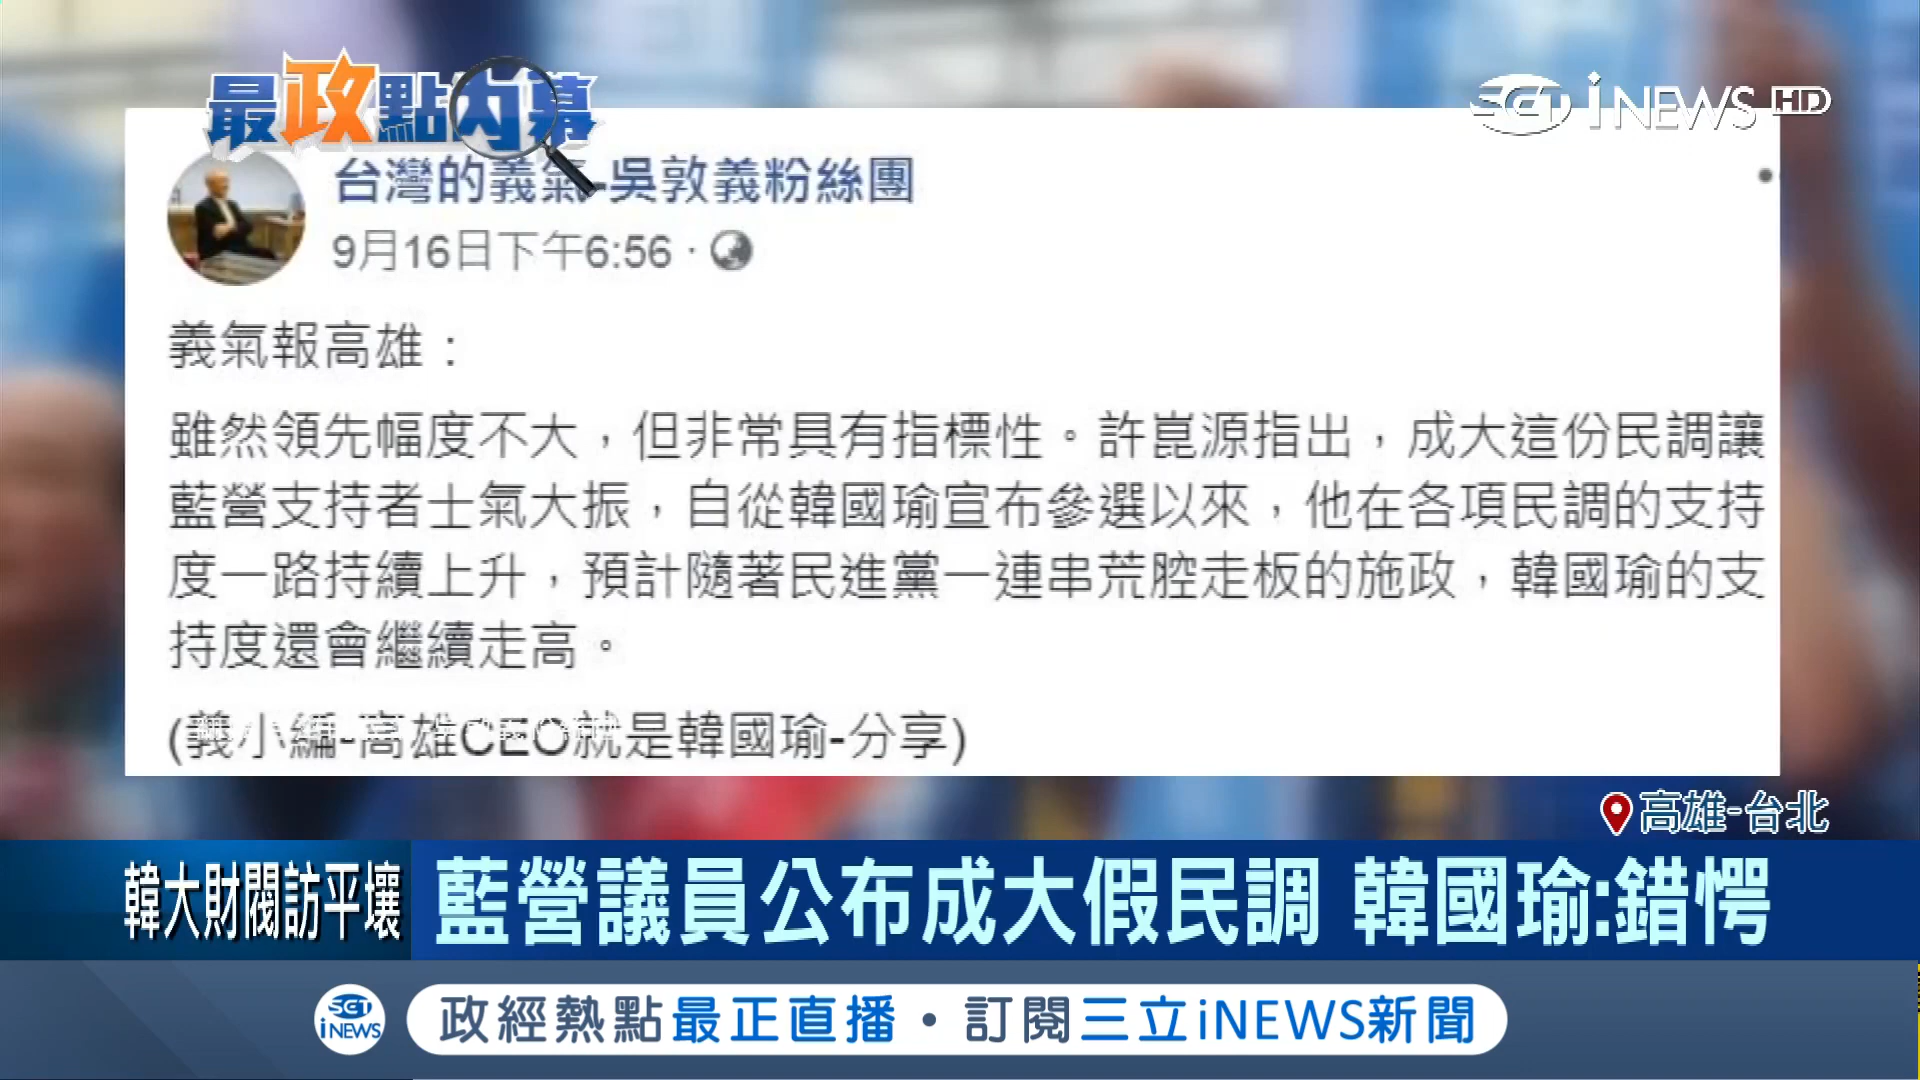 最政點內幕
SET iNEWS HD
台灣的義氣-吳敦義粉絲團
9月16日下午6:56
義氣報高雄：
雖然領先幅度不大，但非常具有指標性。許崑源指出，成大這份民調讓
藍營支持者士氣大振，自從韓國瑜宣布參選以來，他在各項民調的支持
度一路持續上升，預計隨著民進黨一連串荒腔走板的施政，韓國瑜的支
持度還會繼續走高。
(義小編-高雄CEO就是韓國瑜-分享)
高雄-台北
韓大財閥訪平壤
藍營議員公布成大假民調 韓國瑜:錯愕
SET iNEWS
政經熱點最正直播・訂閱三立iNEWS新聞